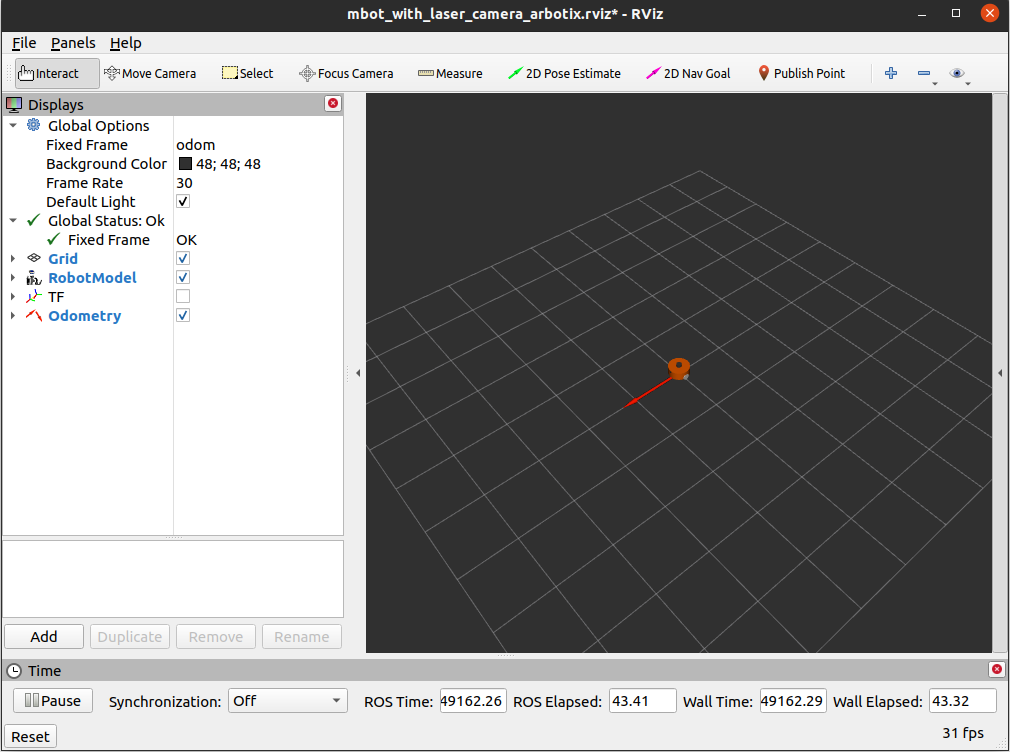 mbot_with_laser_camera_arbotix.rviz* - RViz
File Panels Help
Interact Move Camera Select Focus Camera Measure 2D Pose Estimate 2D Nav Goal Publish Point
Displays
Global Options
Fixed Frame odom
Background Color 48; 48; 48
Frame Rate 30
Default Light
Global Status: Ok
Fixed Frame OK
Grid
RobotModel
TF
Odometry
Add Duplicate Remove Rename
Time
Pause Synchronization: Off ROS Time: 49162.26 ROS Elapsed: 43.41 Wall Time: 49162.29 Wall Elapsed: 43.32
Reset 31 fps